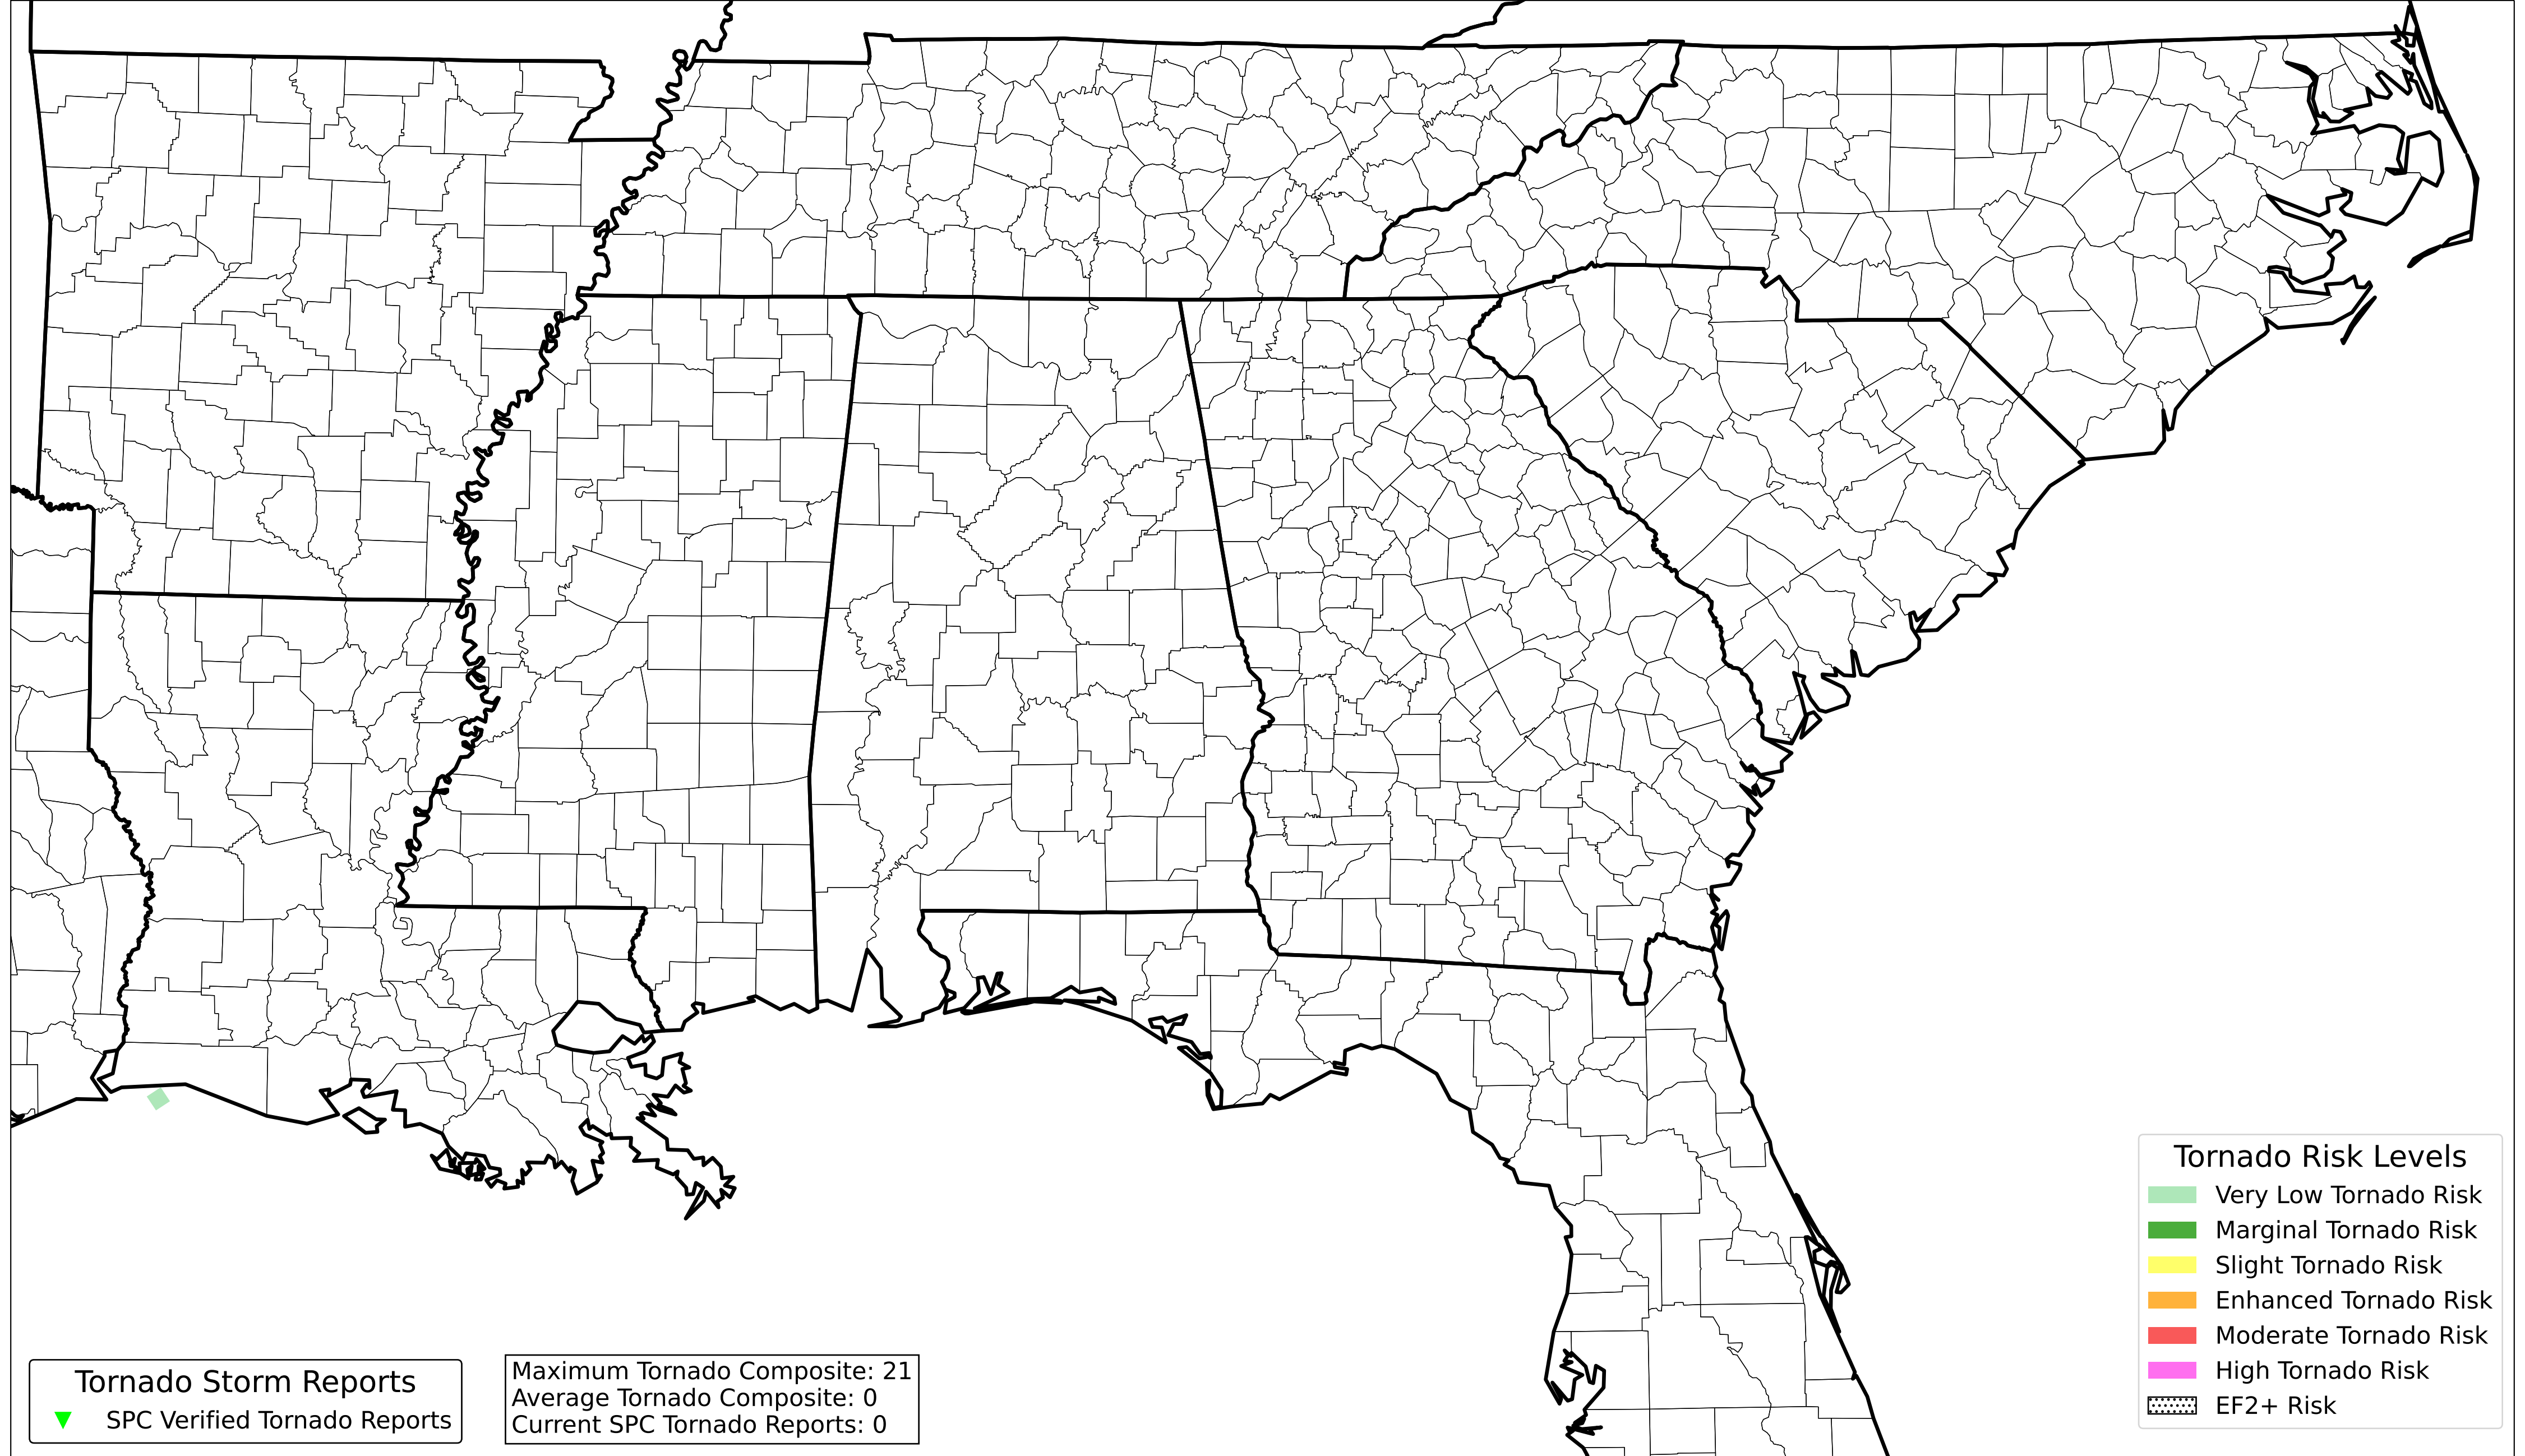 Tornado Storm Reports
SPC Verified Tornado Reports
Maximum Tornado Composite: 21
Average Tornado Composite: 0
Current SPC Tornado Reports: 0
Tornado Risk Levels
Very Low Tornado Risk
Marginal Tornado Risk
Slight Tornado Risk
Enhanced Tornado Risk
Moderate Tornado Risk
High Tornado Risk
EF2+ Risk